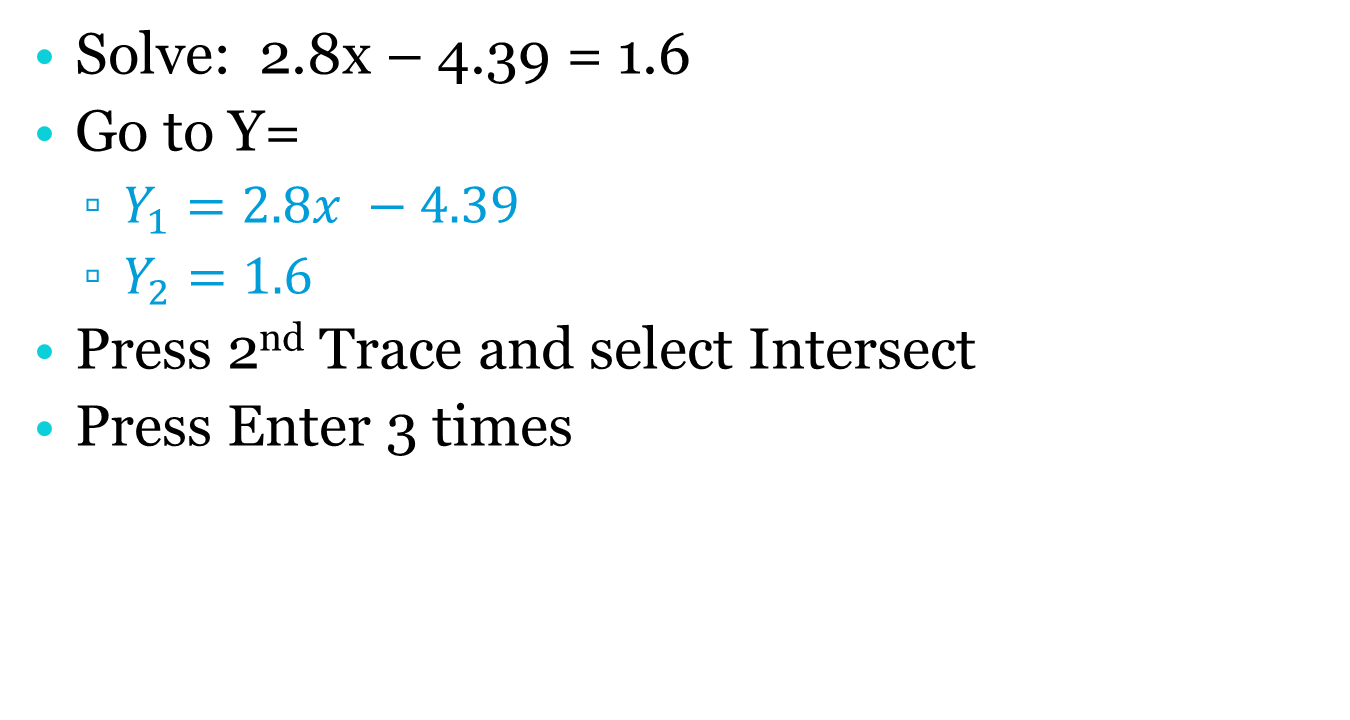 • Solve:  2.8x – 4.39 = 1.6
• Go to Y=
▫ Y₁ = 2.8x − 4.39
▫ Y₂ = 1.6
• Press 2ⁿᵈ Trace and select Intersect
• Press Enter 3 times